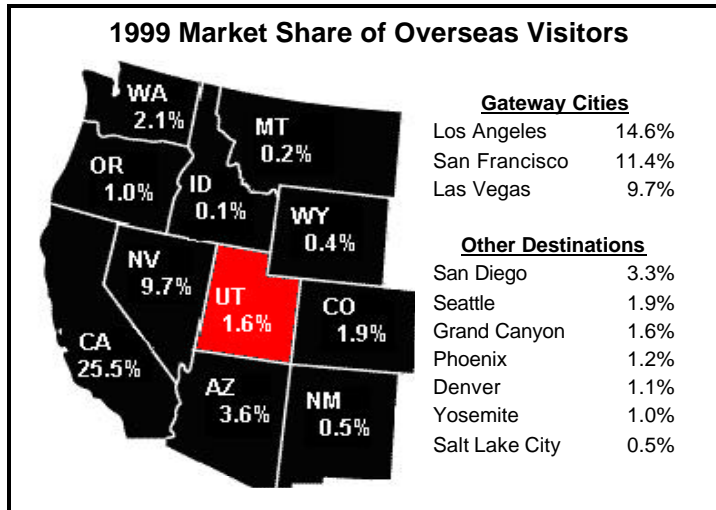 1999 Market Share of Overseas Visitors
WA
2.1%
MT
0.2%
OR
1.0%
ID
0.1%
WY
0.4%
NV
9.7%
UT
1.6%
CO
1.9%
CA
25.5%
AZ
3.6%
NM
0.5%
Gateway Cities
Los Angeles 14.6%
San Francisco 11.4%
Las Vegas 9.7%
Other Destinations
San Diego 3.3%
Seattle 1.9%
Grand Canyon 1.6%
Phoenix 1.2%
Denver 1.1%
Yosemite 1.0%
Salt Lake City 0.5%